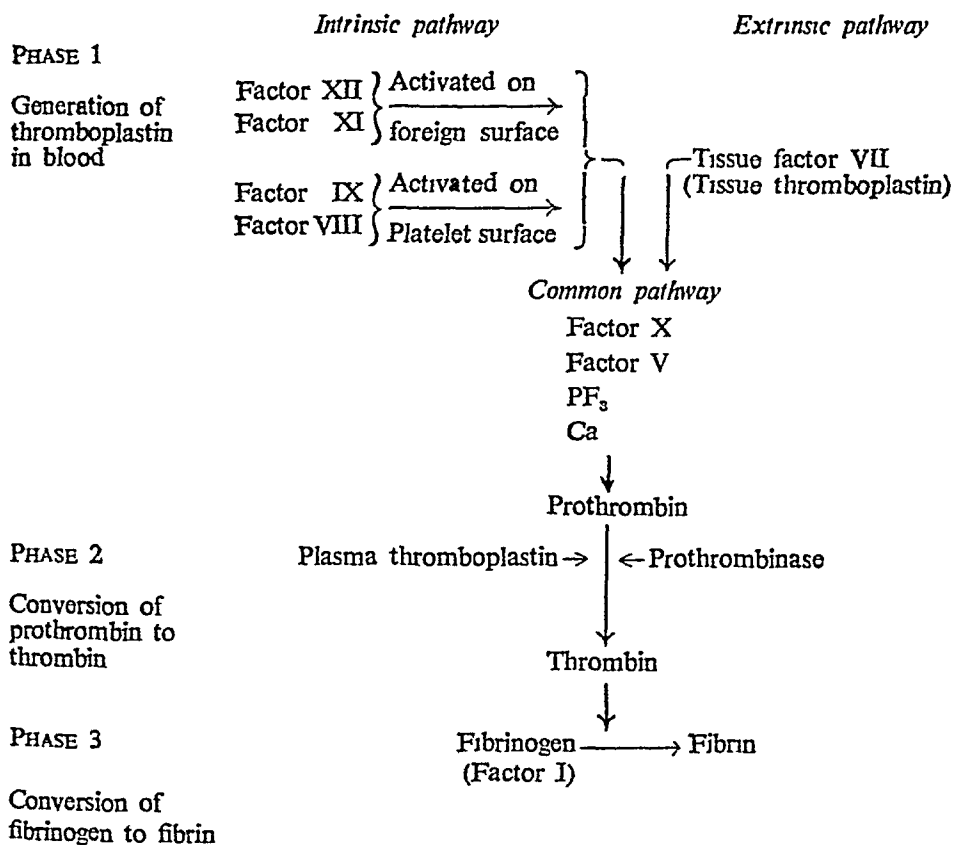 Intrinsic pathway
Extrinsic pathway
PHASE 1
Generation of
thromboplastin
in blood
Factor XII
Factor XI
Activated on
foreign surface
Factor IX
Factor VIII
Activated on
Platelet surface
Tissue factor VII
(Tissue thromboplastin)
Common pathway
Factor X
Factor V
PF₃
Ca
Prothrombin
PHASE 2
Conversion of
prothrombin to
thrombin
Plasma thromboplastin
Prothrombinase
Thrombin
PHASE 3
Conversion of
fibrinogen to fibrin
Fibrinogen
(Factor I)
Fibrin